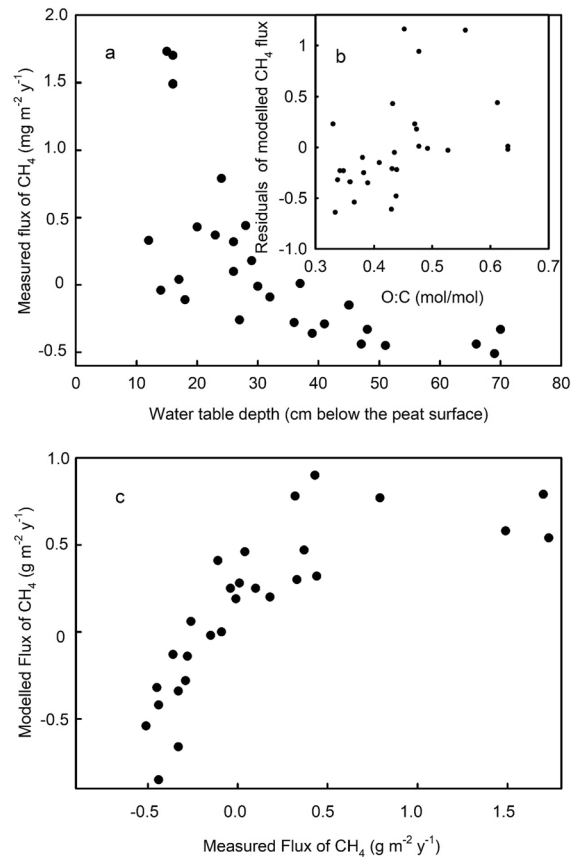 a
2.0
1.5
1.0
0.5
0
-0.5
Measured flux of CH₄ (mg m⁻² y⁻¹)
0 10 20 30 40 50 60 70 80
Water table depth (cm below the peat surface)
b
1
0.5
0
-0.5
-1.0
Residuals of modelled CH₄ flux
0.3 0.4 0.5 0.6 0.7
O:C (mol/mol)
c
1.0
0.5
0
-0.5
Modelled Flux of CH₄ (g m⁻² y⁻¹)
-0.5 0.0 0.5 1.0 1.5
Measured Flux of CH₄ (g m⁻² y⁻¹)